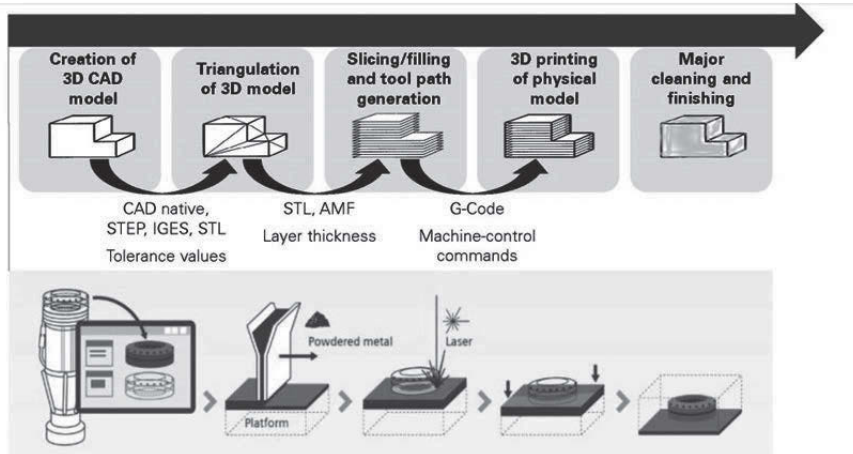 Creation of
3D CAD
model
Triangulation
of 3D model
Slicing/filling
and tool path
generation
3D printing
of physical
model
Major
cleaning and
finishing
CAD native,
STEP, IGES, STL
Tolerance values
STL, AMF
Layer thickness
G-Code
Machine-control
commands
Powdered metal
Platform
Laser